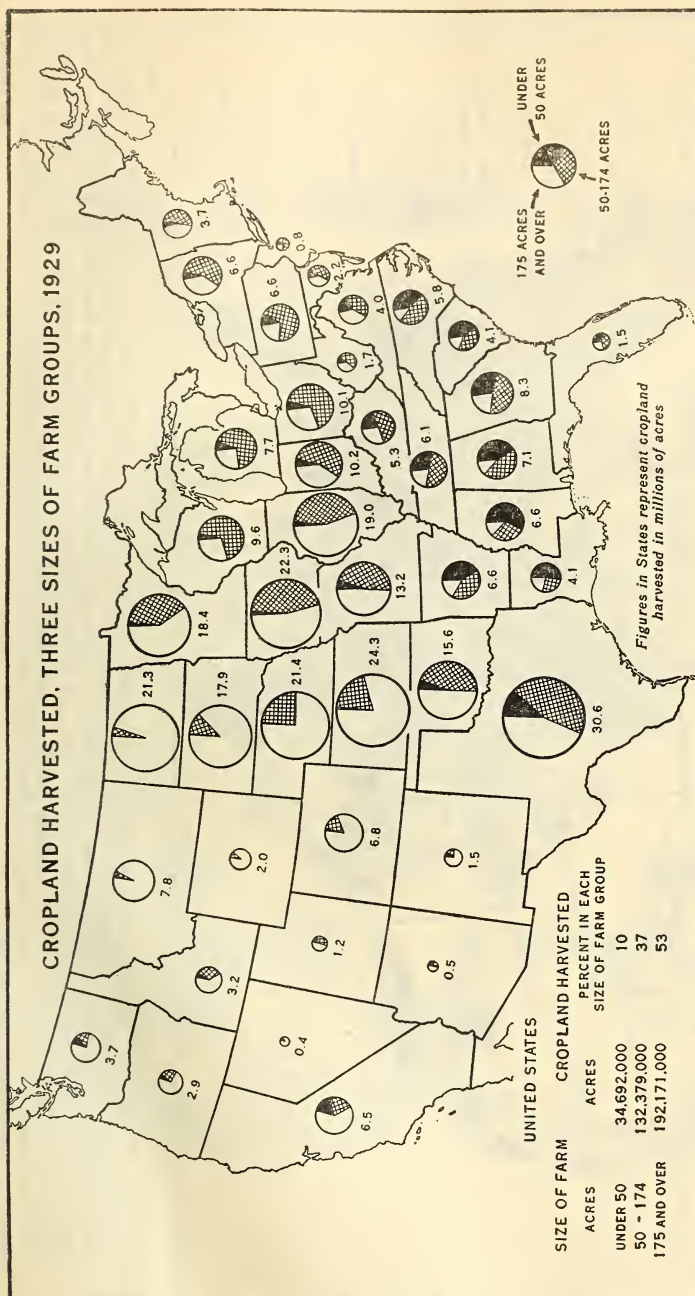 CROPLAND HARVESTED, THREE SIZES OF FARM GROUPS, 1929
3.7
2.9
6.5
0.4
3.2
7.8
2.0
1.2
6.8
0.5
1.5
21.3
17.9
21.4
24.3
15.6
30.6
18.4
22.3
13.2
6.6
4.1
9.6
19.0
7.7
10.2
10.1
5.3
6.1
6.6
7.1
8.3
1.5
4.1
5.8
4.0
1.7
6.6
2.2
0.8
6.6
3.7
175 ACRES
AND OVER
UNDER
50 ACRES
50-174 ACRES
Figures in States represent cropland
harvested in millions of acres
UNITED STATES
SIZE OF FARM CROPLAND HARVESTED
ACRES ACRES PERCENT IN EACH
SIZE OF FARM GROUP
UNDER 50 34,692,000 10
50 - 174 132,379,000 37
175 AND OVER 192,171,000 53